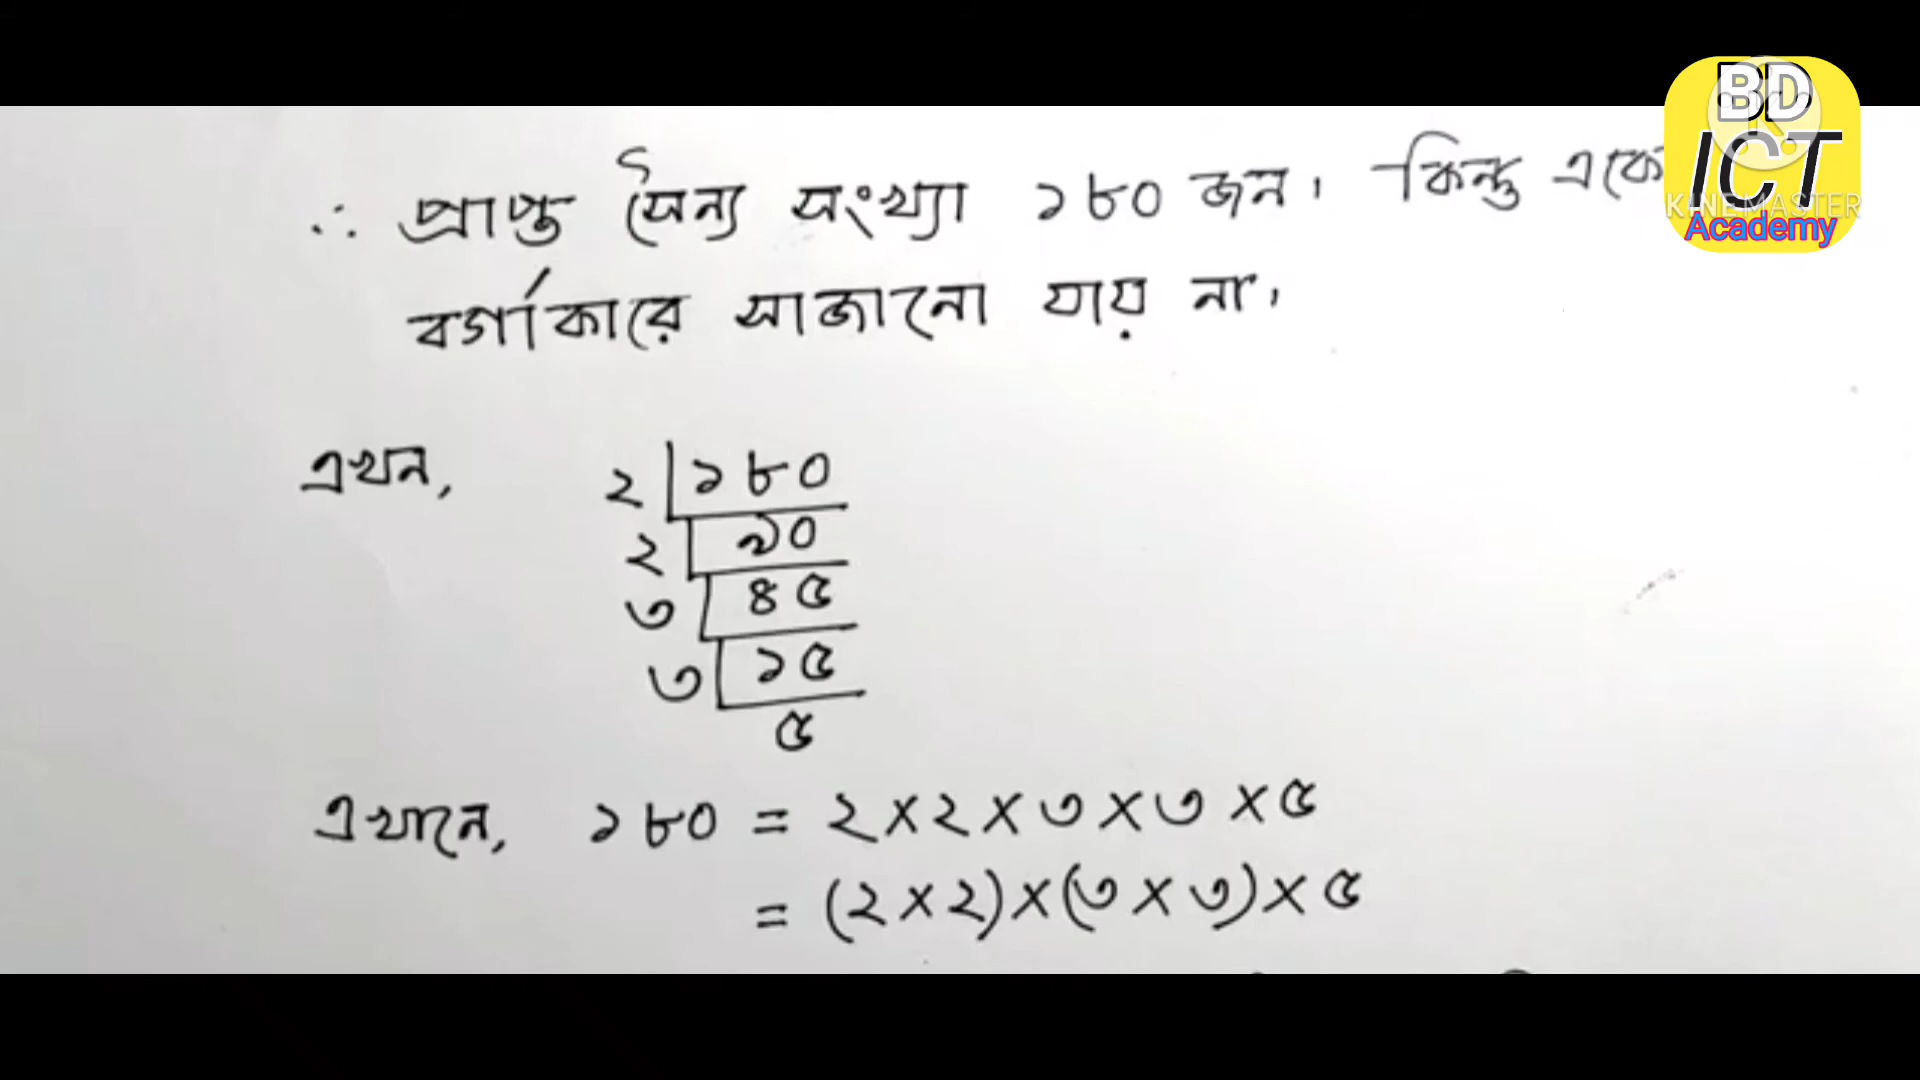 ∴ প্রাপ্ত সৈন্য সংখ্যা ১৮০ জন। কিন্তু একে
বর্গাকারে সাজানো যায় না।
এখন,
২ | ১৮০
২ | ৯০
৩ | ৪৫
৩ | ১৫
৫
এখানে, ১৮০ = ২ × ২ × ৩ × ৩ × ৫
= (২ × ২) × (৩ × ৩) × ৫
BD
ICT
Academy
KINEMASTER